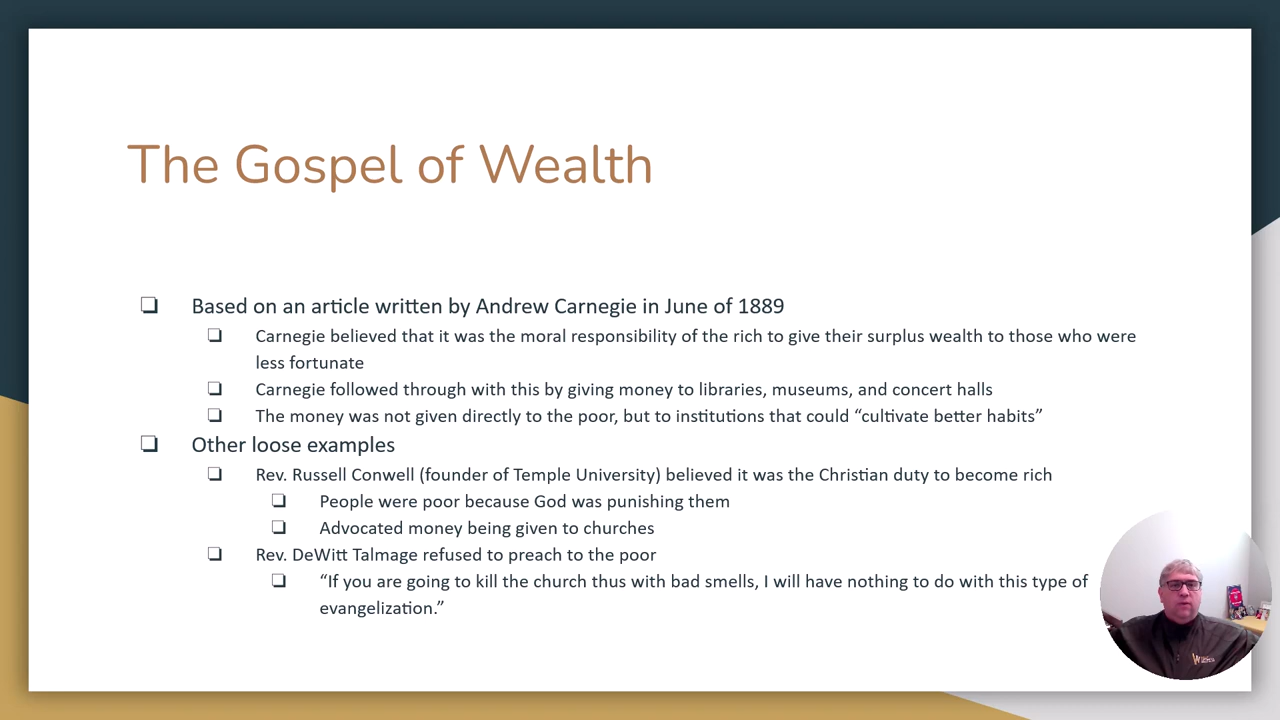 The Gospel of Wealth
❏ Based on an article written by Andrew Carnegie in June of 1889
❏ Carnegie believed that it was the moral responsibility of the rich to give their surplus wealth to those who were
less fortunate
❏ Carnegie followed through with this by giving money to libraries, museums, and concert halls
❏ The money was not given directly to the poor, but to institutions that could “cultivate better habits”
❏ Other loose examples
❏ Rev. Russell Conwell (founder of Temple University) believed it was the Christian duty to become rich
❏ People were poor because God was punishing them
❏ Advocated money being given to churches
❏ Rev. DeWitt Talmage refused to preach to the poor
❏ “If you are going to kill the church thus with bad smells, I will have nothing to do with this type of
evangelization.”